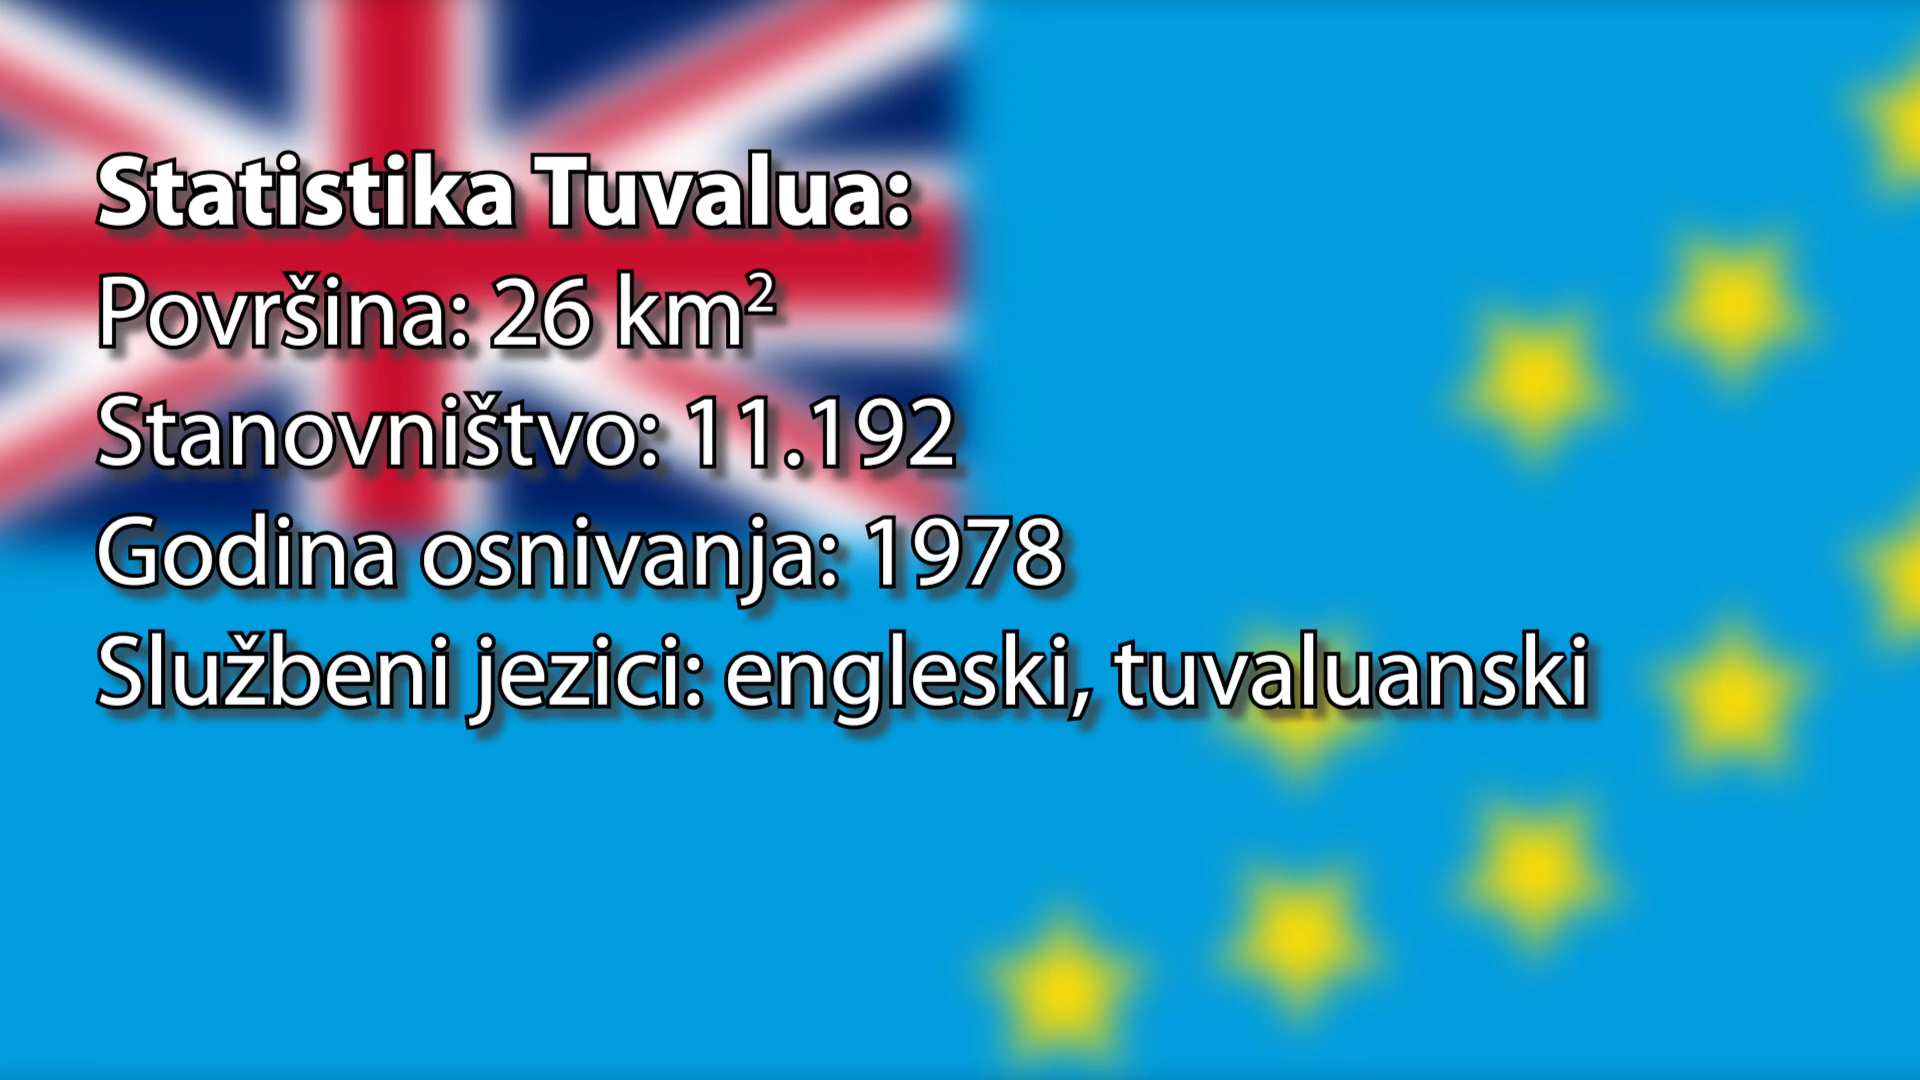 Statistika Tuvalua:
Površina: 26 km²
Stanovništvo: 11.192
Godina osnivanja: 1978
Službeni jezici: engleski, tuvaluanski